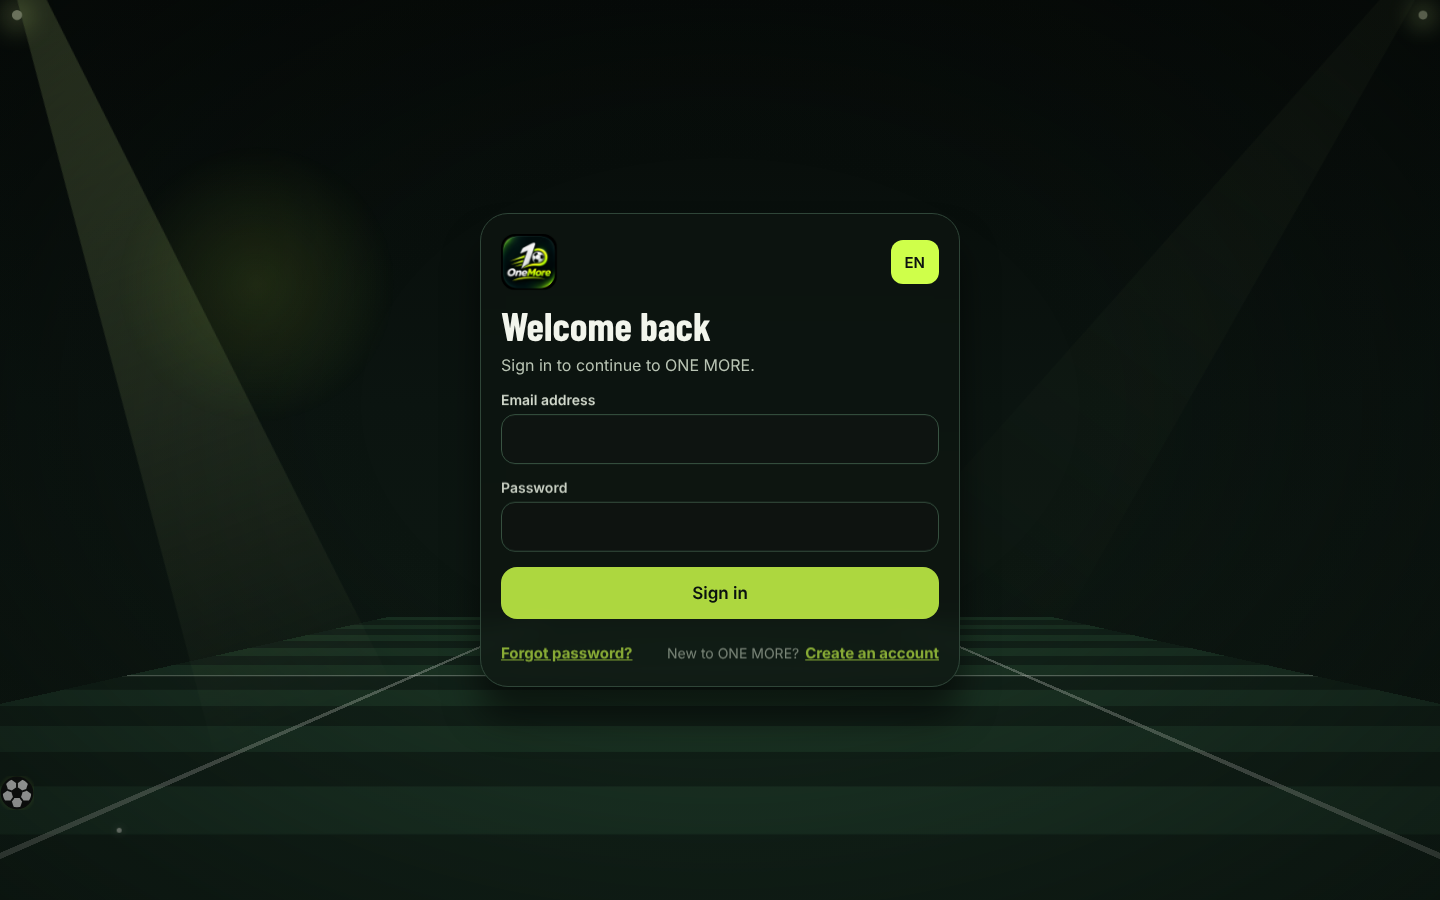 OneMore
EN
Welcome back
Sign in to continue to ONE MORE.
Email address
Password
Sign in
Forgot password?
New to ONE MORE? Create an account